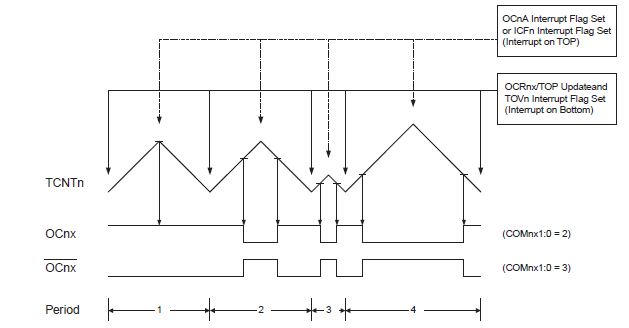 OCnA Interrupt Flag Set
or ICFn Interrupt Flag Set
(Interrupt on TOP)
OCRnx/TOP Updateand
TOVn Interrupt Flag Set
(Interrupt on Bottom)
TCNTn
OCnx
(COMnx1:0 = 2)
OCnx
(COMnx1:0 = 3)
Period
1
2
3
4